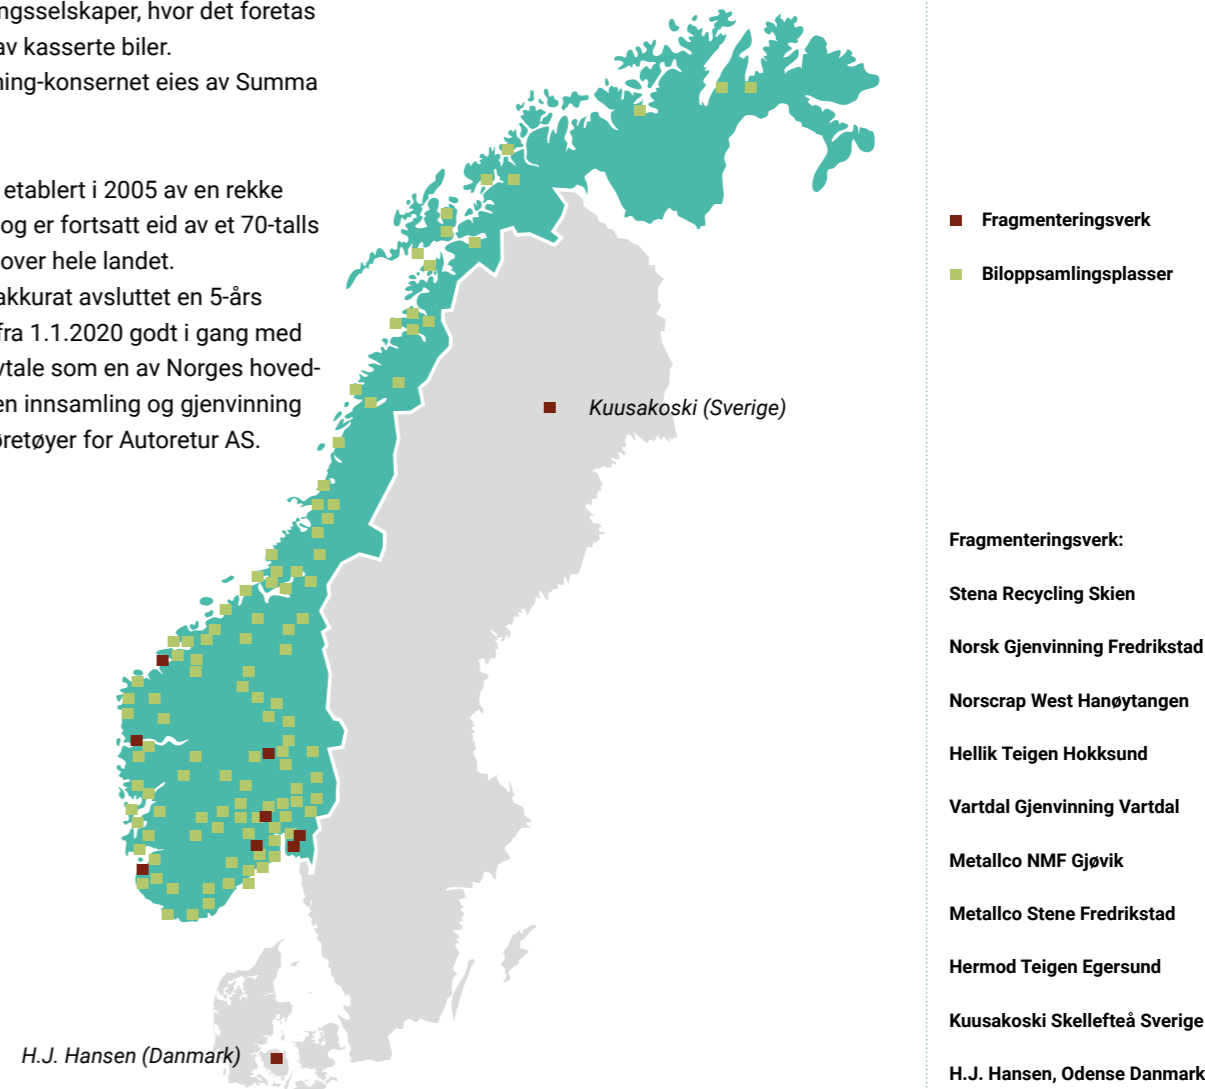 ngsselskaper, hvor det foretas
av kasserte biler.
ning-konsernet eies av Summa
etablert i 2005 av en rekke
og er fortsatt eid av et 70-talls
over hele landet.
akkurat avsluttet en 5-års
fra 1.1.2020 godt i gang med
vtale som en av Norges hoved-
en innsamling og gjenvinning
øretøyer for Autoretur AS.
Kuusakoski (Sverige)
H.J. Hansen (Danmark)
Fragmenteringsverk
Biloppsamlingsplasser
Fragmenteringsverk:
Stena Recycling Skien
Norsk Gjenvinning Fredrikstad
Norscrap West Hanøytangen
Hellik Teigen Hokksund
Vartdal Gjenvinning Vartdal
Metallco NMF Gjøvik
Metallco Stene Fredrikstad
Hermod Teigen Egersund
Kuusakoski Skellefteå Sverige
H.J. Hansen, Odense Danmark